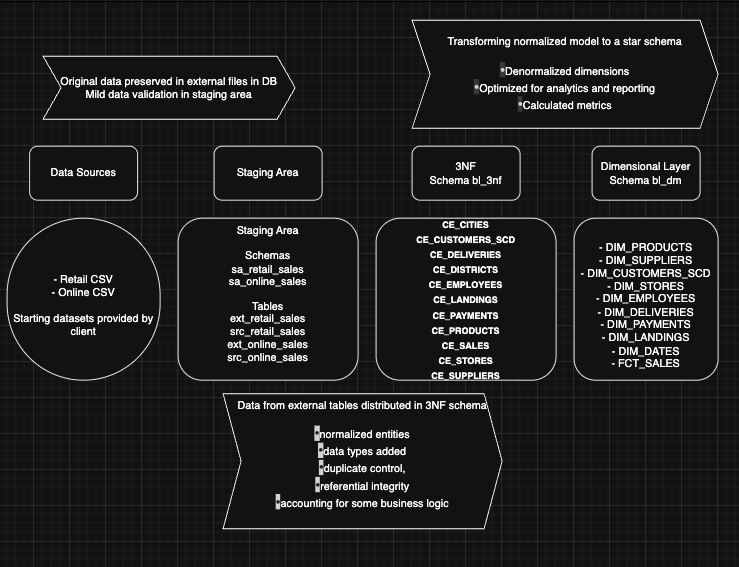 Transforming normalized model to a star schema
Denormalized dimensions
Optimized for analytics and reporting
Calculated metrics
Original data preserved in external files in DB
Mild data validation in staging area
Data Sources
Staging Area
3NF
Schema bl_3nf
Dimensional Layer
Schema bl_dm
- Retail CSV
- Online CSV
Starting datasets provided by
client
Staging Area
Schemas
sa_retail_sales
sa_online_sales
Tables
ext_retail_sales
src_retail_sales
ext_online_sales
src_online_sales
CE_CITIES
CE_CUSTOMERS_SCD
CE_DELIVERIES
CE_DISTRICTS
CE_EMPLOYEES
CE_LANDINGS
CE_PAYMENTS
CE_PRODUCTS
CE_SALES
CE_STORES
CE_SUPPLIERS
- DIM_PRODUCTS
- DIM_SUPPLIERS
- DIM_CUSTOMERS_SCD
- DIM_STORES
- DIM_EMPLOYEES
- DIM_DELIVERIES
- DIM_PAYMENTS
- DIM_LANDINGS
- DIM_DATES
- FCT_SALES
Data from external tables distributed in 3NF schema
normalized entities
data types added
duplicate control,
referential integrity
accounting for some business logic